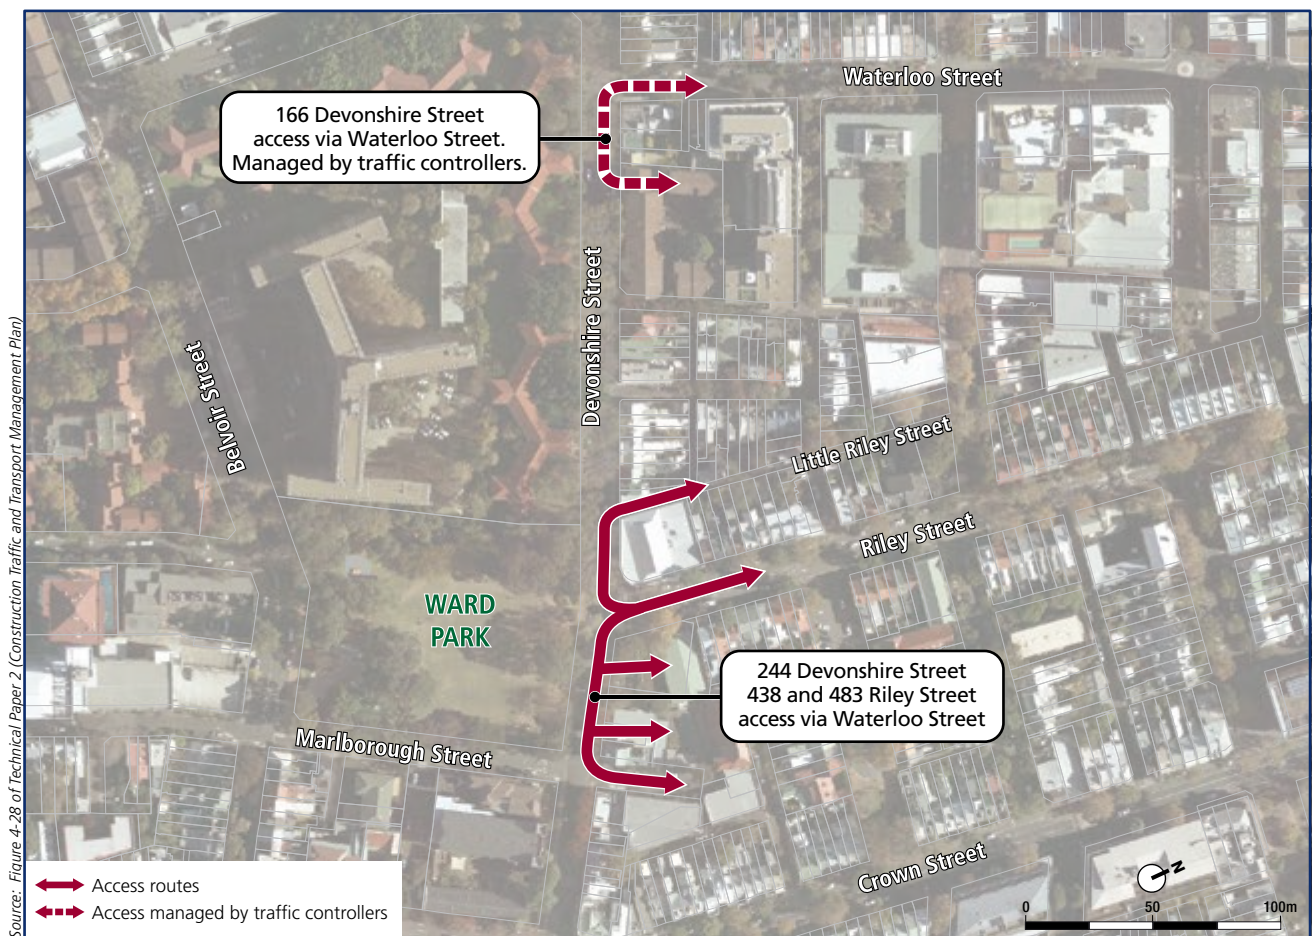 Waterloo Street
166 Devonshire Street
access via Waterloo Street.
Managed by traffic controllers.
Devonshire Street
Belvoir Street
Little Riley Street
Riley Street
WARD
PARK
244 Devonshire Street
438 and 483 Riley Street
access via Waterloo Street
Marlborough Street
Crown Street
N
0 50 100m
Access routes
Access managed by traffic controllers
Source: Figure 4-28 of Technical Paper 2 (Construction Traffic and Transport Management Plan)